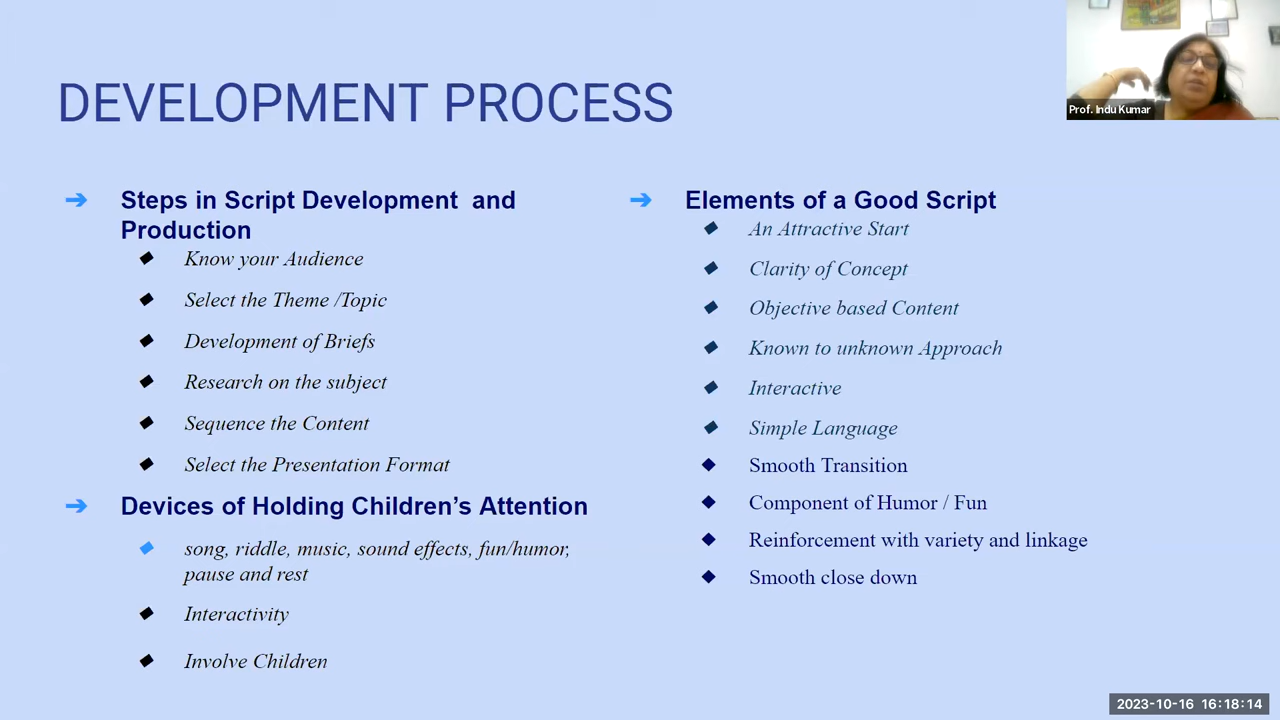 DEVELOPMENT PROCESS
Prof. Indu Kumar
➔ Steps in Script Development and
Production
◆ Know your Audience
◆ Select the Theme /Topic
◆ Development of Briefs
◆ Research on the subject
◆ Sequence the Content
◆ Select the Presentation Format
➔ Devices of Holding Children's Attention
◆ song, riddle, music, sound effects, fun/humor,
pause and rest
◆ Interactivity
◆ Involve Children
➔ Elements of a Good Script
◆ An Attractive Start
◆ Clarity of Concept
◆ Objective based Content
◆ Known to unknown Approach
◆ Interactive
◆ Simple Language
◆ Smooth Transition
◆ Component of Humor / Fun
◆ Reinforcement with variety and linkage
◆ Smooth close down
2023-10-16 16:18:14